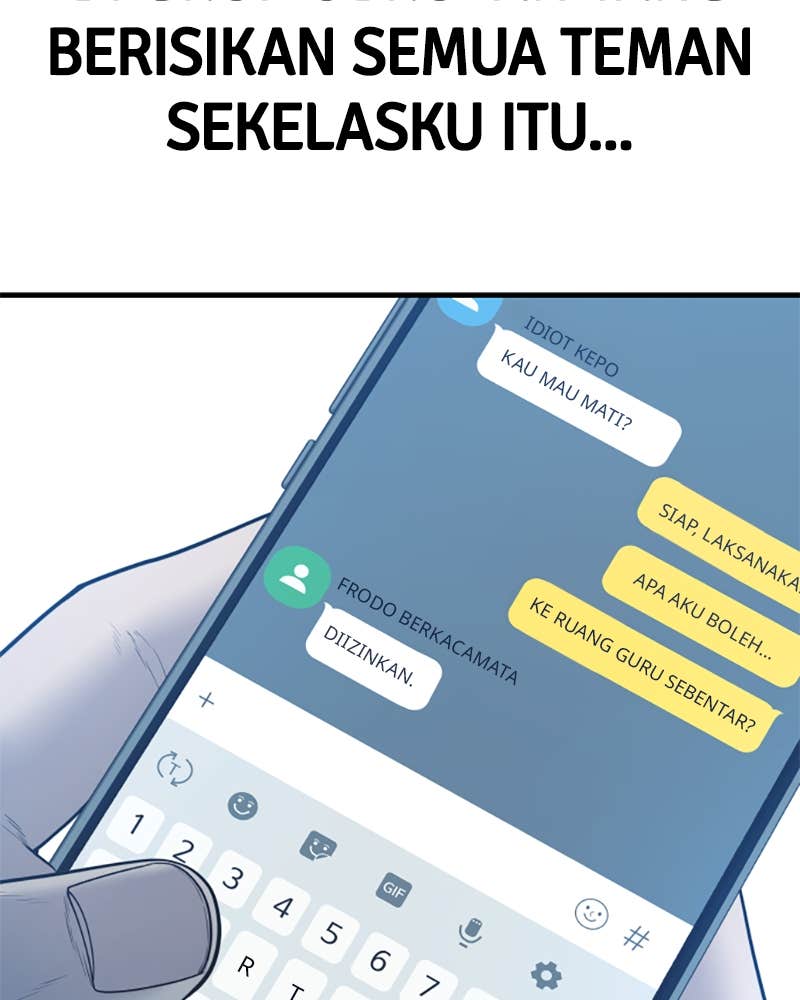 BERISIKAN SEMUA TEMAN
SEKELASKU ITU...
IDIOT KEPO
KAU MAU MATI?
SIAP, LAKSANAKA
APA AKU BOLEH...
KE RUANG GURU SEBENTAR?
FRODO BERKACAMATA
DIIZINKAN.
+
T
GIF
#
1 2 3 4 5 6 7
R T